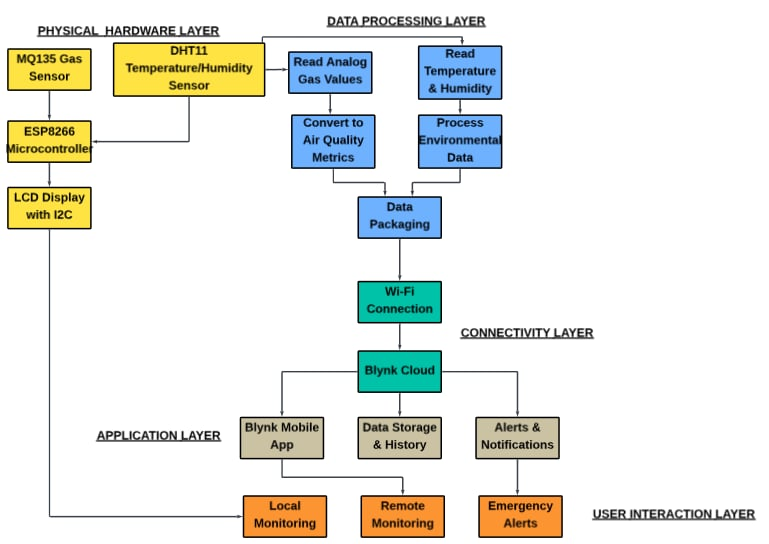 DATA PROCESSING LAYER
PHYSICAL HARDWARE LAYER
MQ135 Gas
Sensor
DHT11
Temperature/Humidity
Sensor
Read Analog
Gas Values
Read
Temperature
& Humidity
ESP8266
Microcontroller
Convert to
Air Quality
Metrics
Process
Environmental
Data
LCD Display
with I2C
Data
Packaging
Wi-Fi
Connection
CONNECTIVITY LAYER
Blynk Cloud
APPLICATION LAYER
Blynk Mobile
App
Data Storage
& History
Alerts &
Notifications
Local
Monitoring
Remote
Monitoring
Emergency
Alerts
USER INTERACTION LAYER